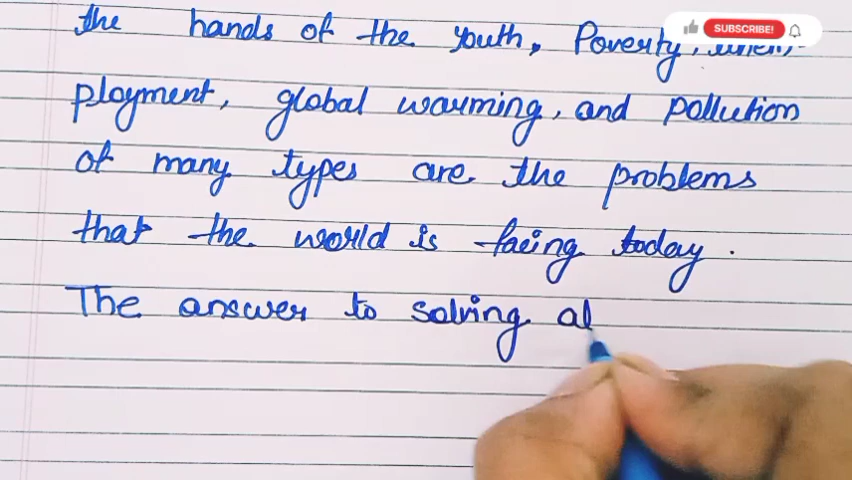 the hands of the youth. Poverty, unem-
SUBSCRIBE!
ployment, global warming, and pollution
of many types are the problems
that the world is facing today.
The answer to solving al